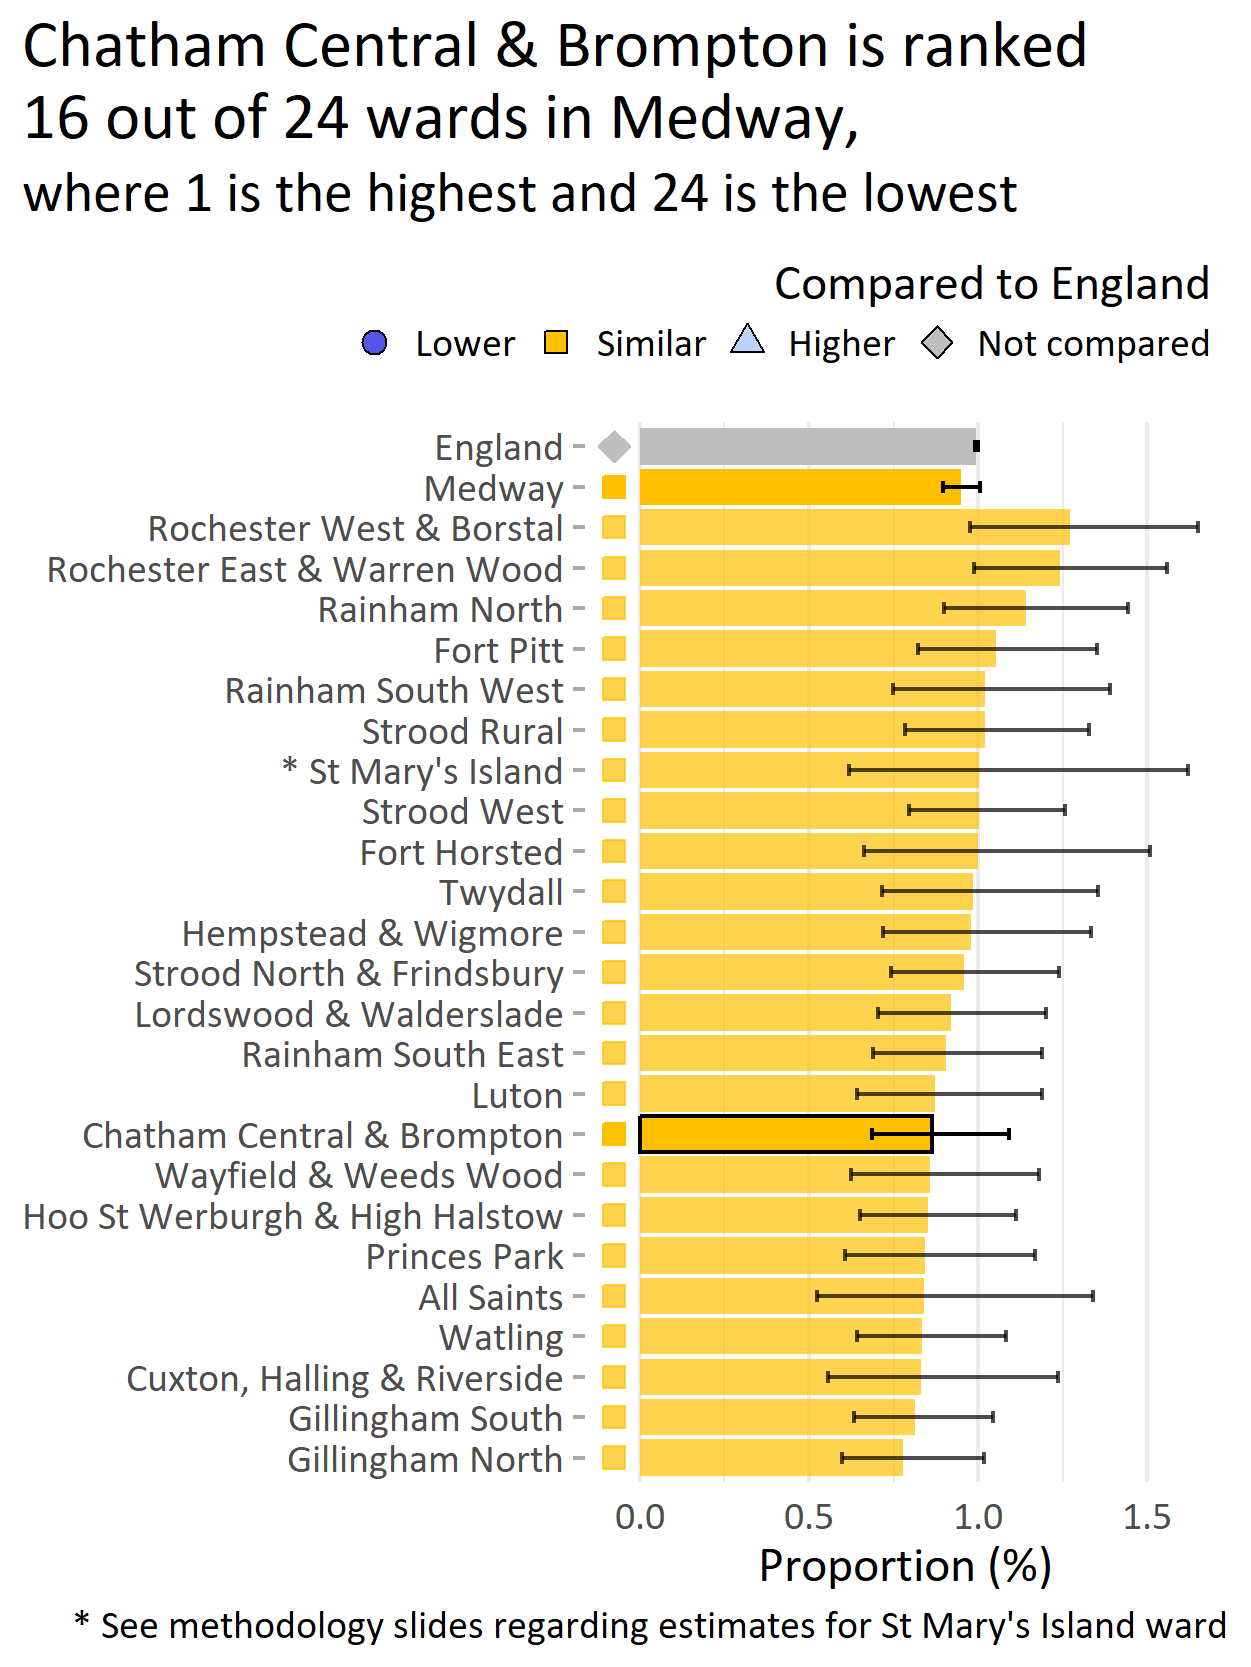 Chatham Central & Brompton is ranked
16 out of 24 wards in Medway,
where 1 is the highest and 24 is the lowest
Compared to England
Lower Similar Higher Not compared
England
Medway
Rochester West & Borstal
Rochester East & Warren Wood
Rainham North
Fort Pitt
Rainham South West
Strood Rural
* St Mary's Island
Strood West
Fort Horsted
Twydall
Hempstead & Wigmore
Strood North & Frindsbury
Lordswood & Walderslade
Rainham South East
Luton
Chatham Central & Brompton
Wayfield & Weeds Wood
Hoo St Werburgh & High Halstow
Princes Park
All Saints
Watling
Cuxton, Halling & Riverside
Gillingham South
Gillingham North
0.0 0.5 1.0 1.5
Proportion (%)
* See methodology slides regarding estimates for St Mary's Island ward